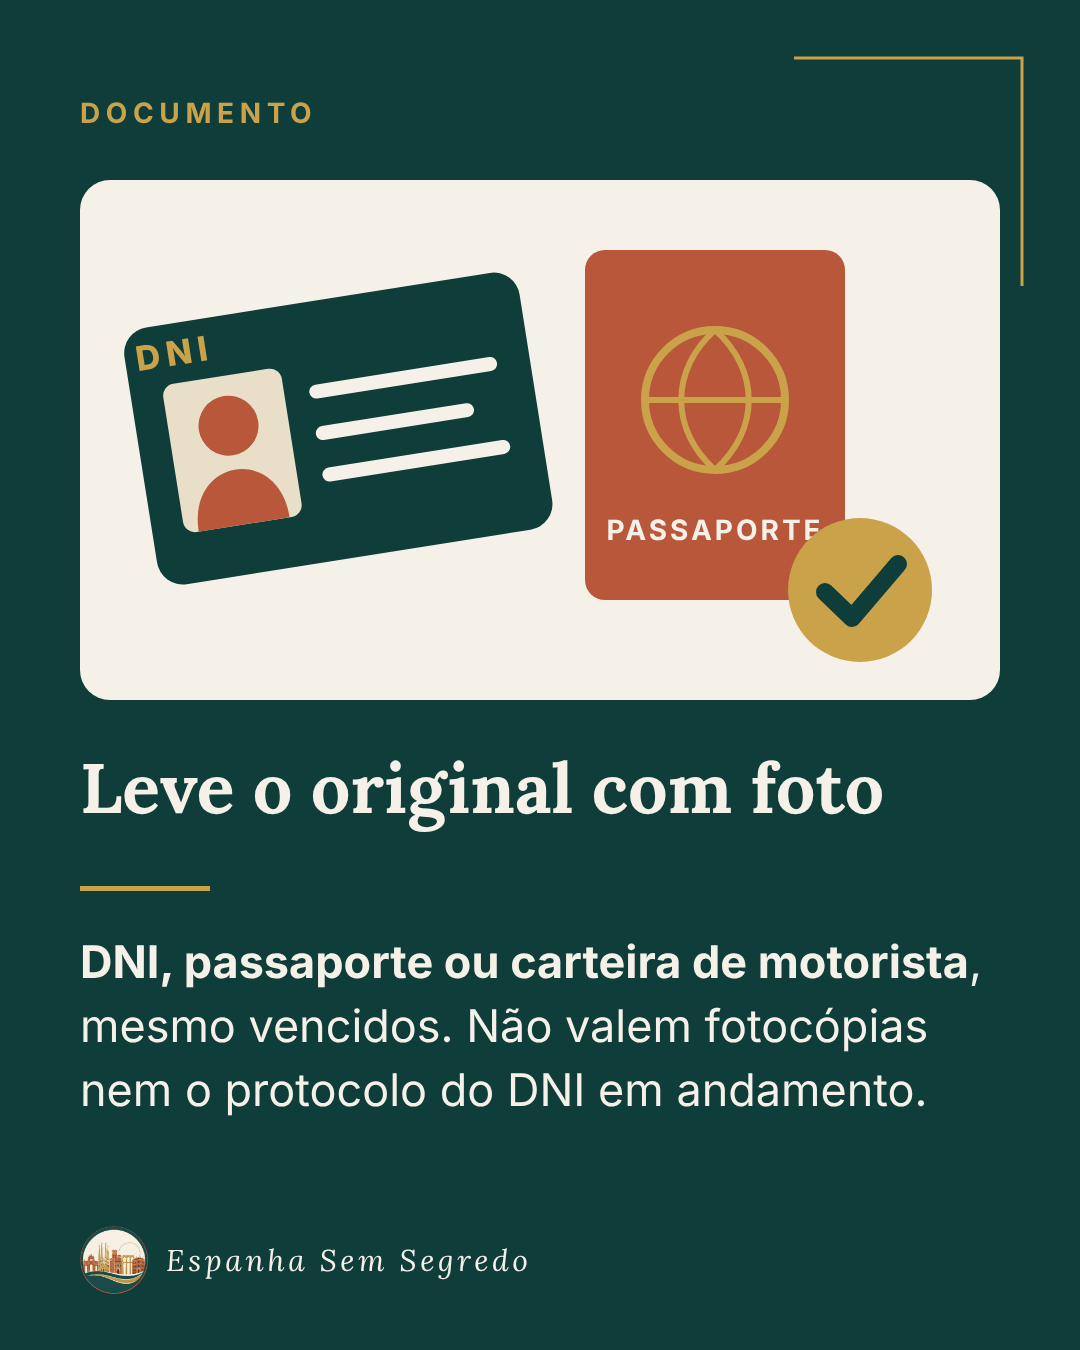 DOCUMENTO
DNI
PASSAPORTE
Leve o original com foto
DNI, passaporte ou carteira de motorista,
mesmo vencidos. Não valem fotocópias
nem o protocolo do DNI em andamento.
Espanha Sem Segredo